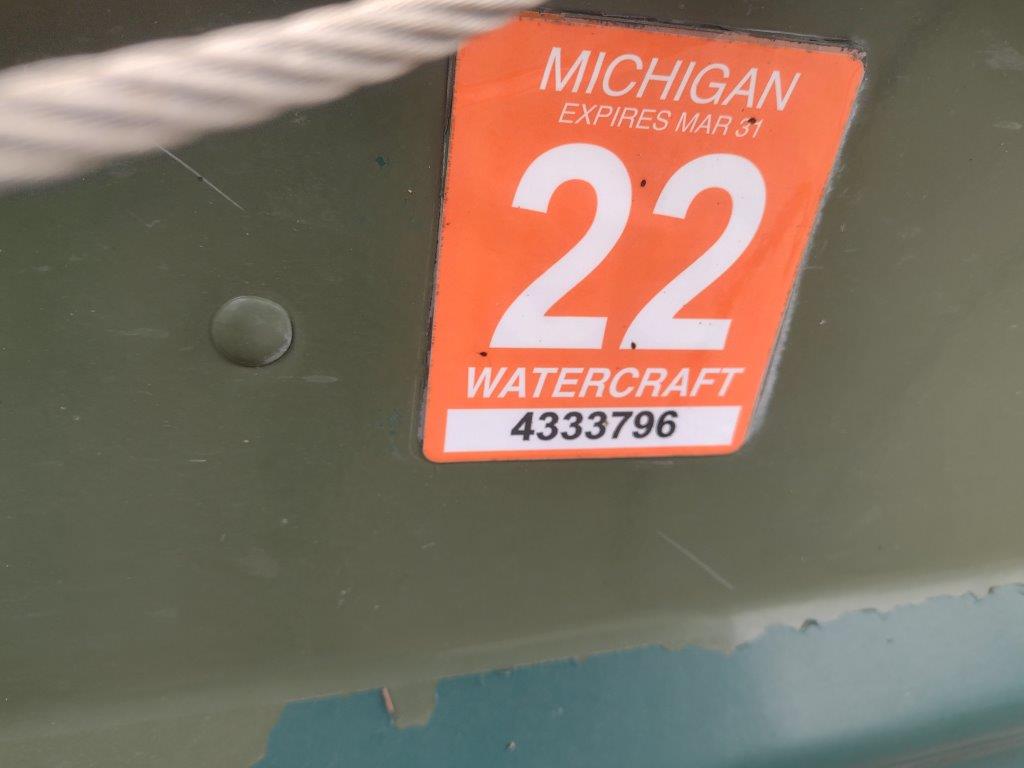 MICHIGAN
EXPIRES MAR 31
22
WATERCRAFT
4333796